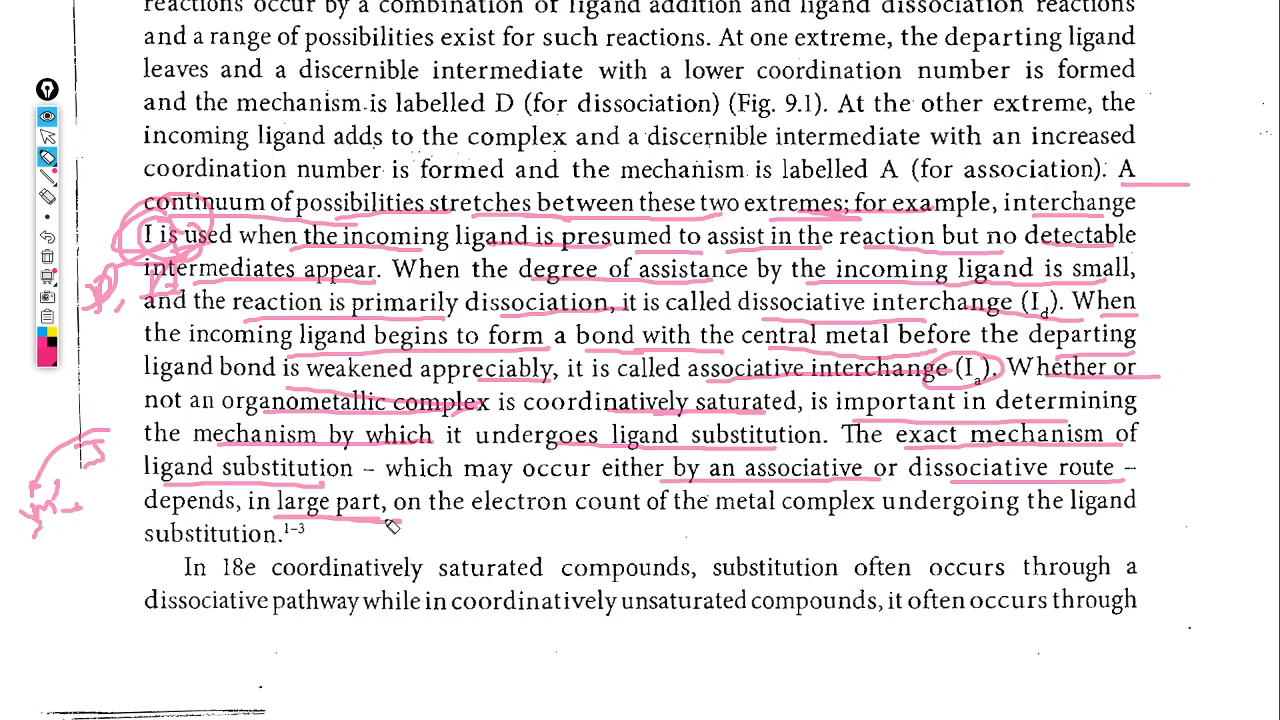 reactions occur by a combination of ligand addition and ligand dissociation reactions
and a range of possibilities exist for such reactions. At one extreme, the departing ligand
leaves and a discernible intermediate with a lower coordination number is formed
and the mechanism is labelled D (for dissociation) (Fig. 9.1). At the other extreme, the
incoming ligand adds to the complex and a discernible intermediate with an increased
coordination number is formed and the mechanism is labelled A (for association). A
continuum of possibilities stretches between these two extremes; for example, interchange
I is used when the incoming ligand is presumed to assist in the reaction but no detectable
intermediates appear. When the degree of assistance by the incoming ligand is small,
and the reaction is primarily dissociation, it is called dissociative interchange (Id). When
the incoming ligand begins to form a bond with the central metal before the departing
ligand bond is weakened appreciably, it is called associative interchange (Ia). Whether or
not an organometallic complex is coordinatively saturated, is important in determining
the mechanism by which it undergoes ligand substitution. The exact mechanism of
ligand substitution – which may occur either by an associative or dissociative route –
depends, in large part, on the electron count of the metal complex undergoing the ligand
substitution.1–3
In 18e coordinatively saturated compounds, substitution often occurs through a
dissociative pathway while in coordinatively unsaturated compounds, it often occurs through